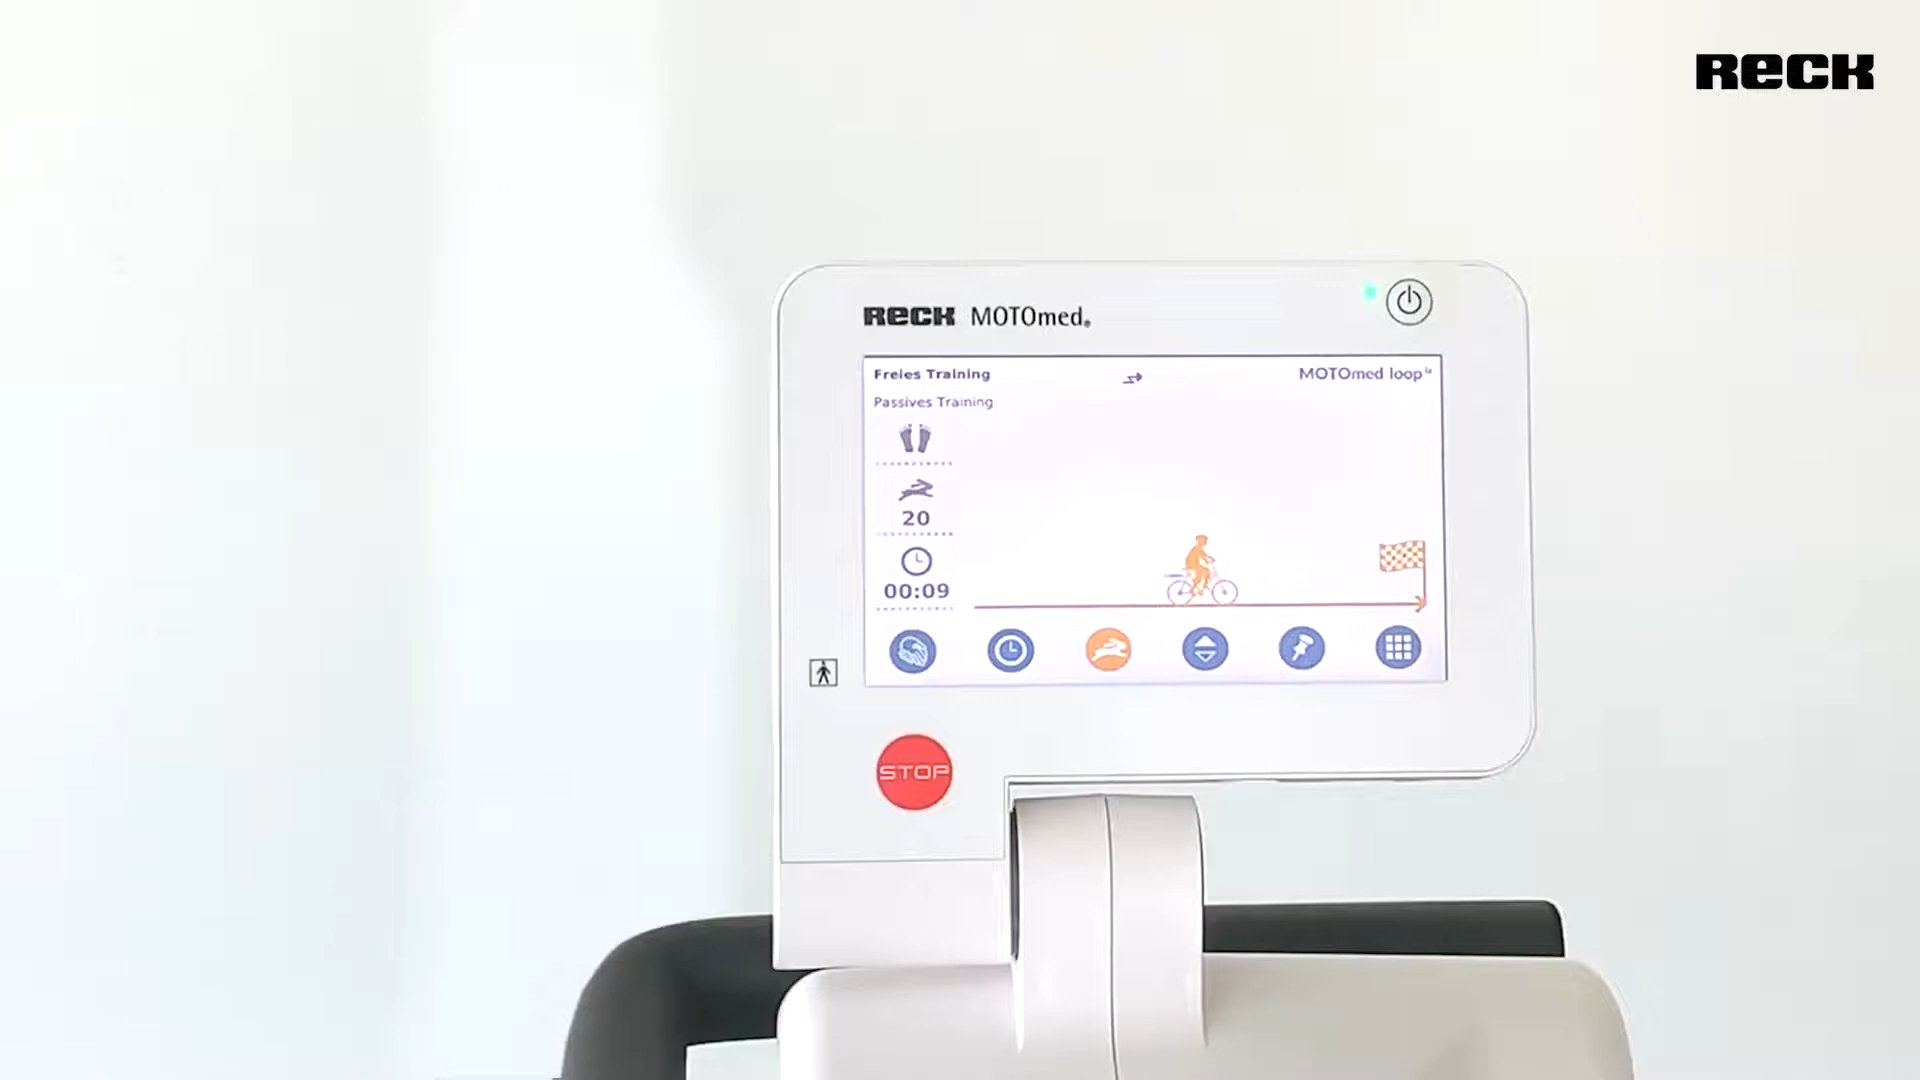 RECK
RECK MOTOmed®
Freies Training
MOTOmed loop
Passives Training
20
00:09
STOP